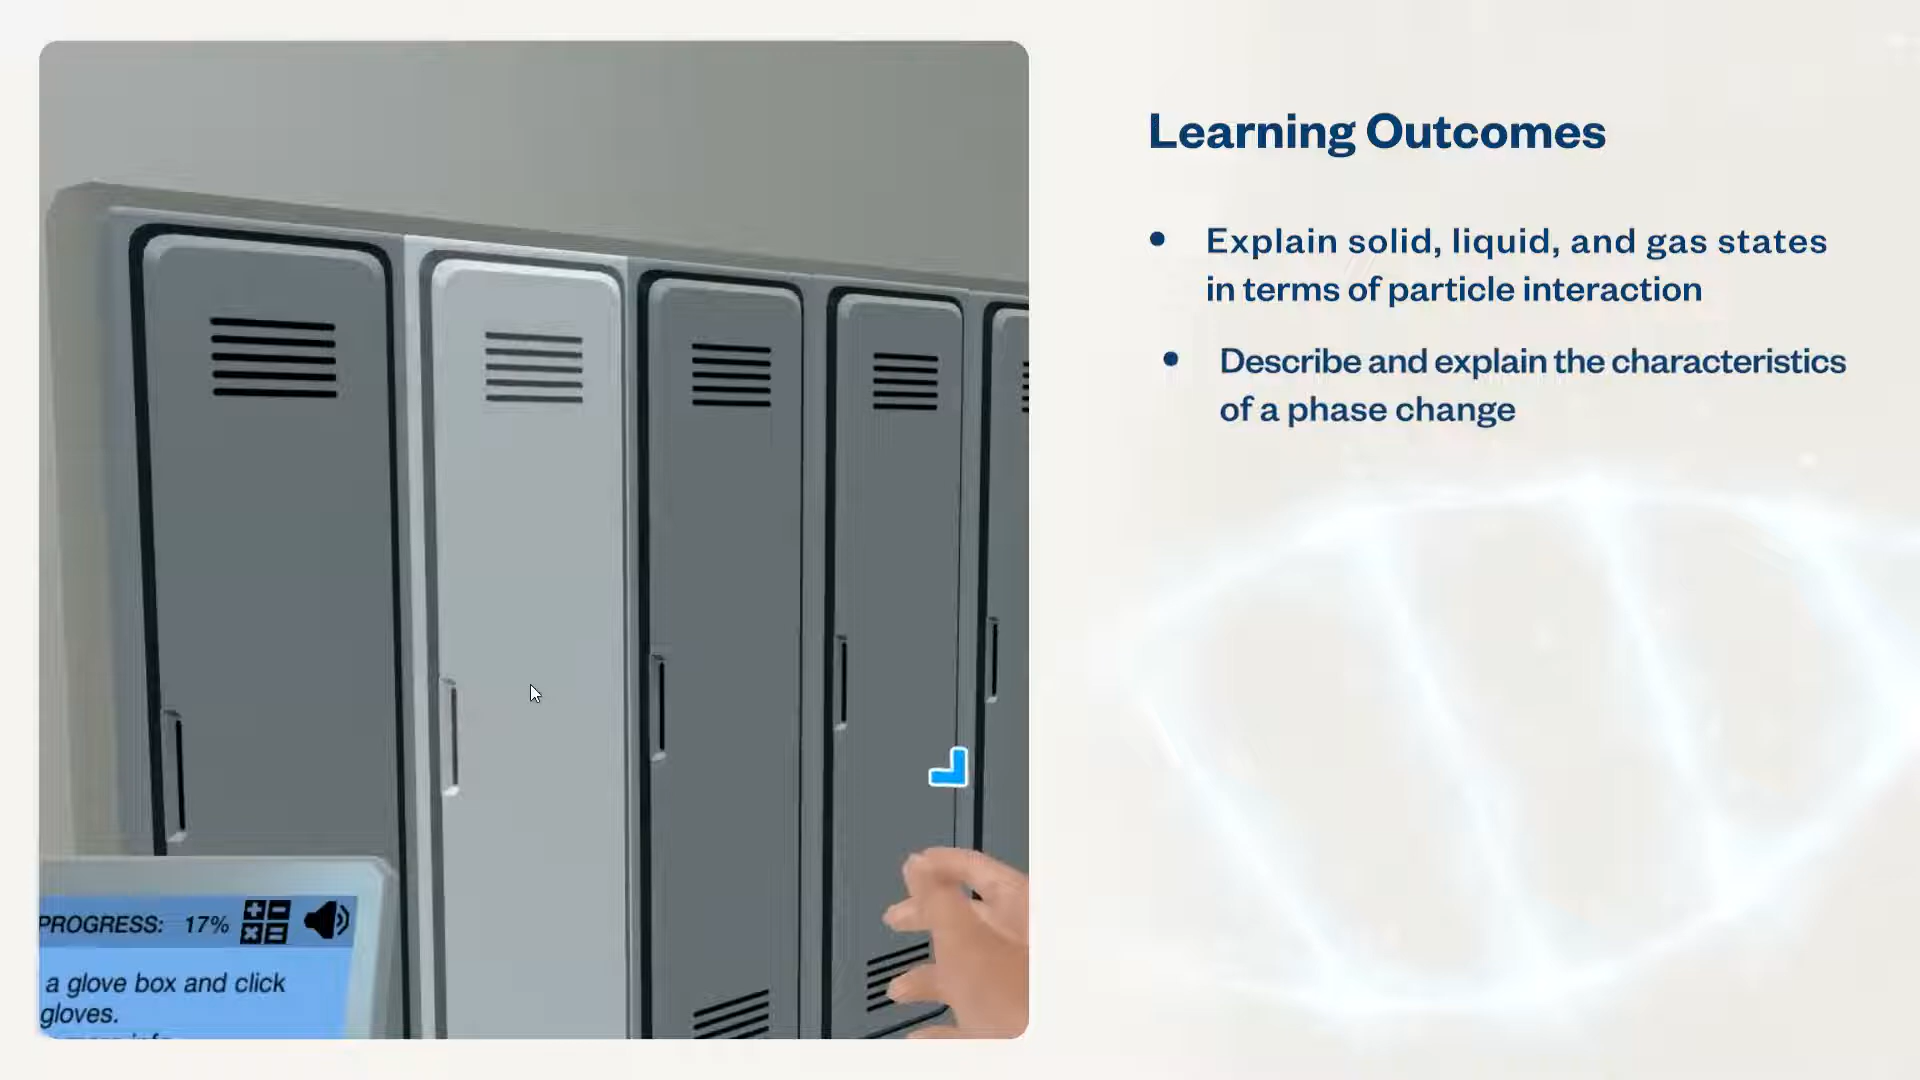 Learning Outcomes
• Explain solid, liquid, and gas states
in terms of particle interaction
• Describe and explain the characteristics
of a phase change
PROGRESS: 17%
a glove box and click
gloves.